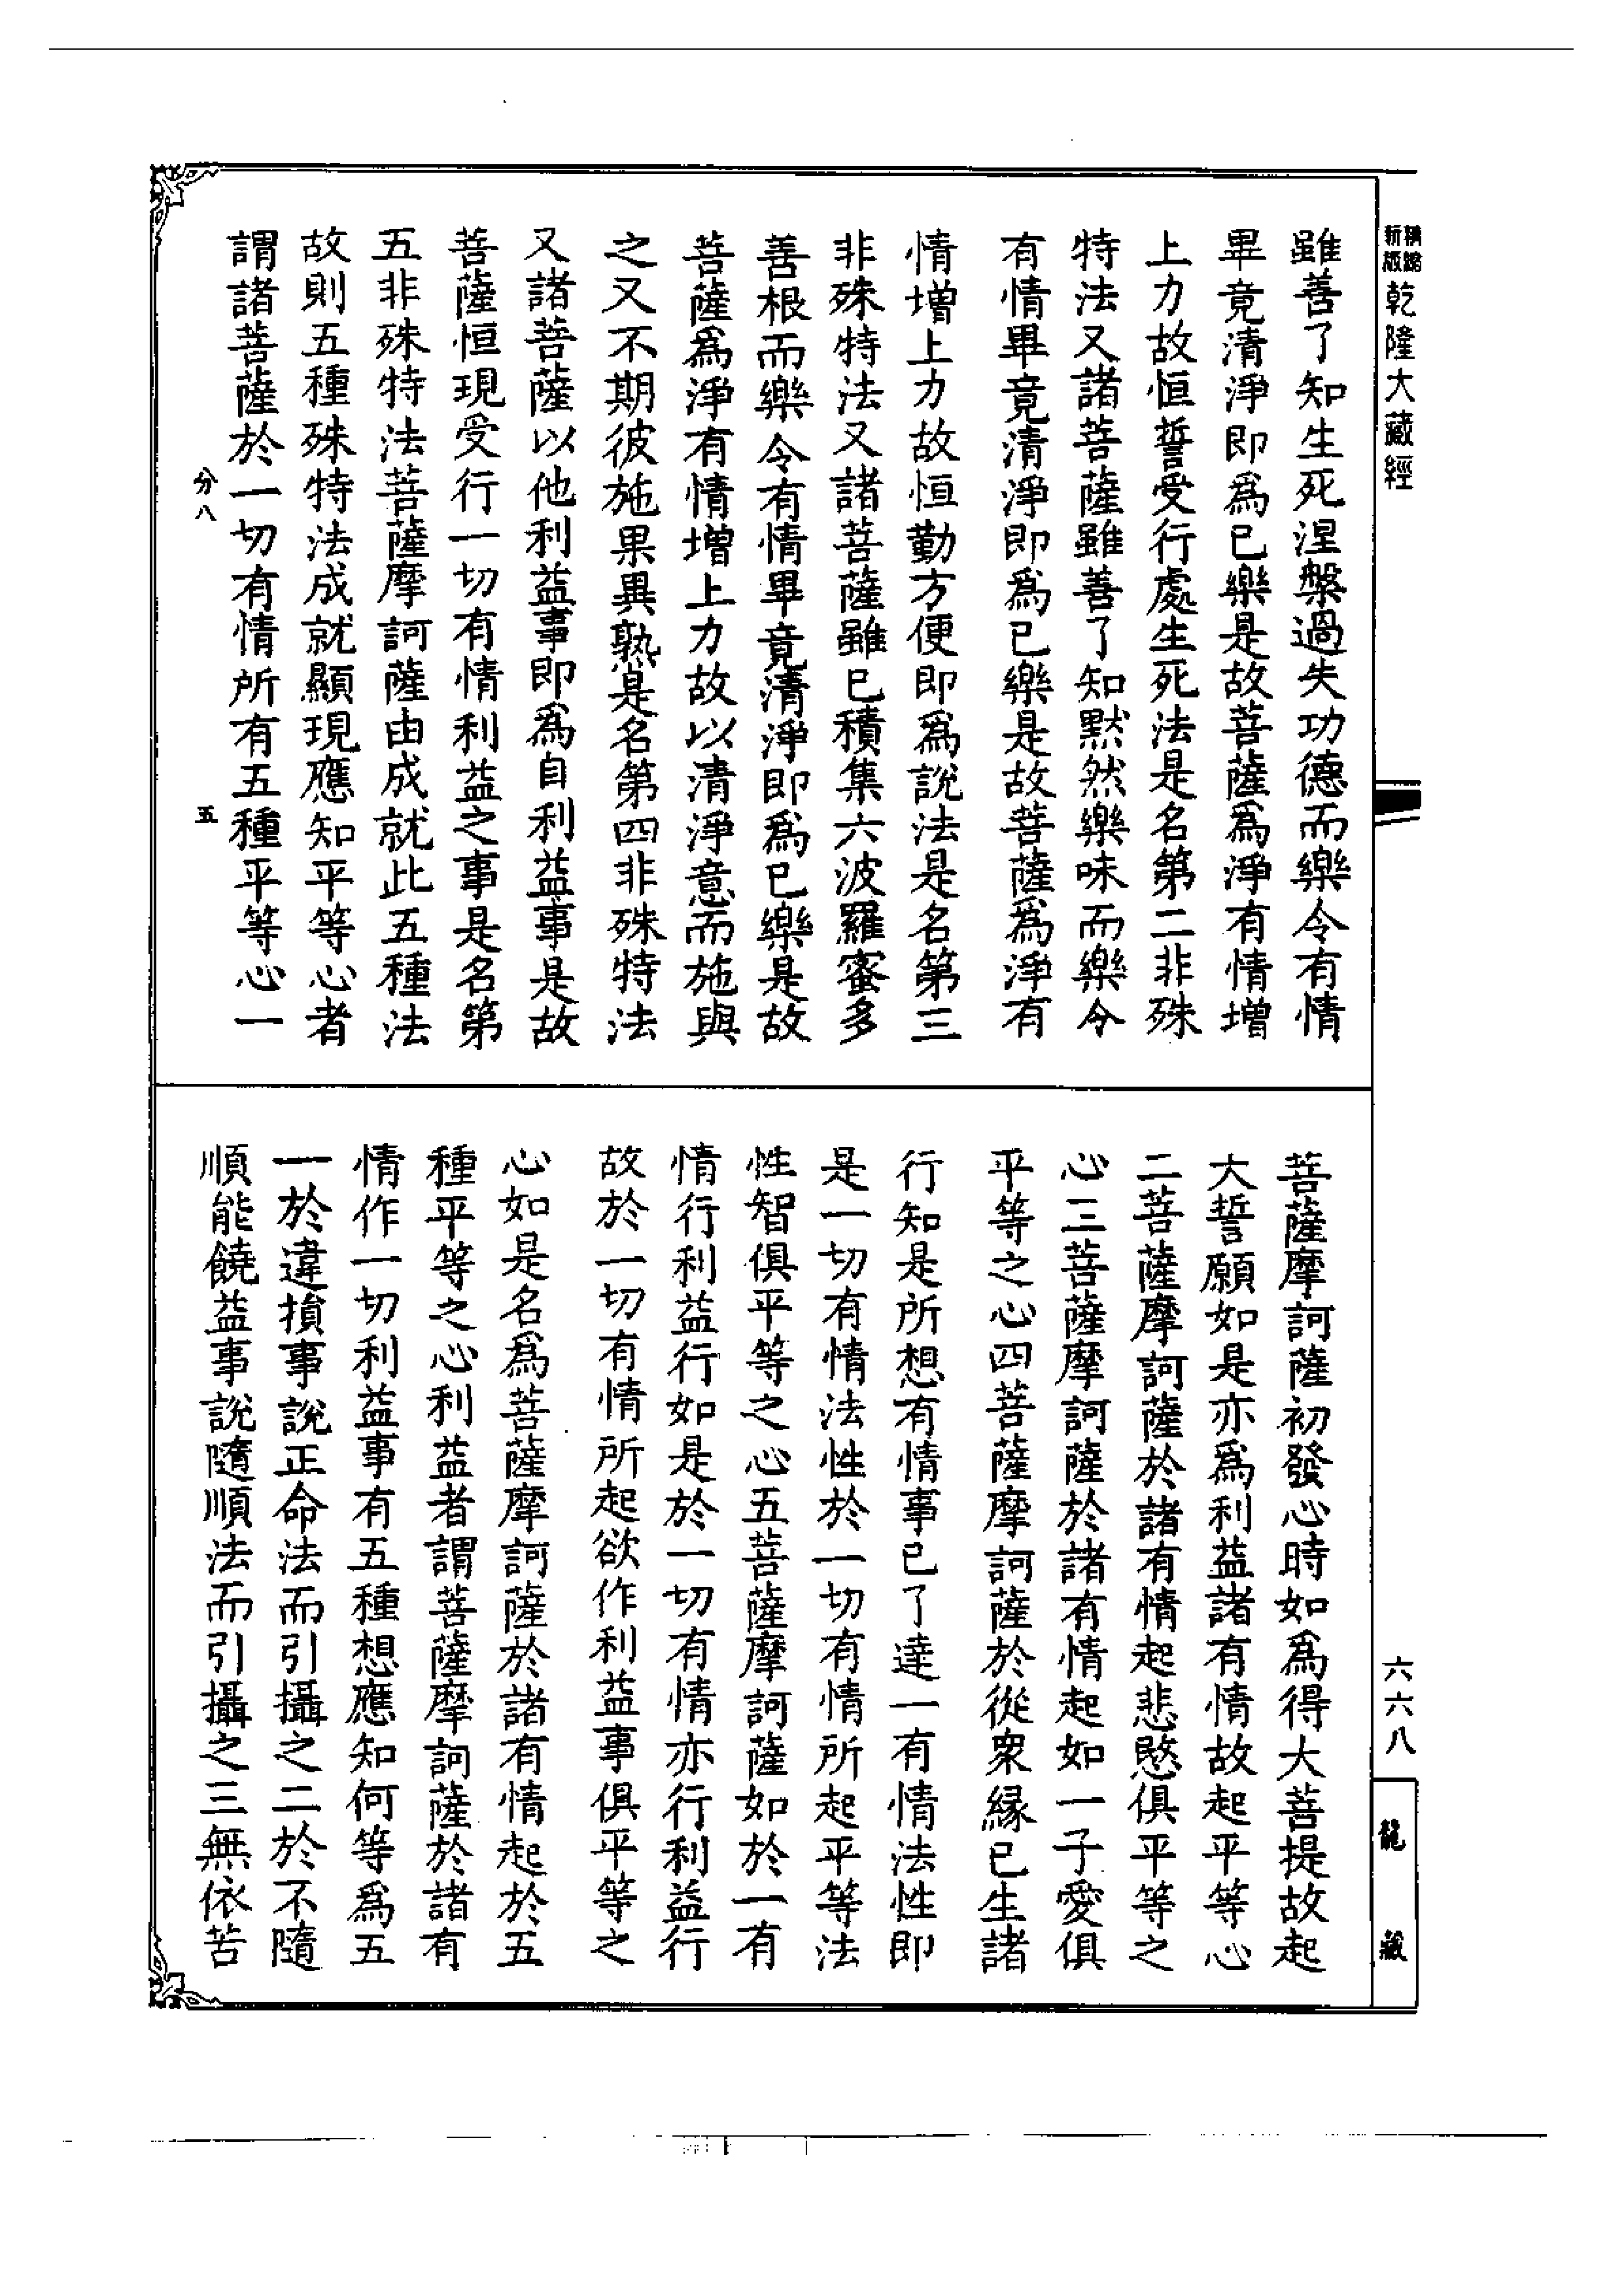 新版精縮乾隆大藏經
雖善了知生死涅槃過失功德而樂令有情
畢竟清淨即爲已樂是故菩薩爲淨有情增
上力故恒誓受行處生死法是名第二非殊
特法又諸菩薩雖善了知默然樂味而樂令
有情畢竟清淨即爲已樂是故菩薩爲淨有
情增上力故恒勤方便即爲說法是名第三
非殊特法又諸菩薩雖已積集六波羅蜜多
善根而樂令有情畢竟清淨即爲已樂是故
菩薩爲淨有情增上力故以清淨意而施與
之又不期彼施果異熟是名第四非殊特法
又諸菩薩以他利益事即爲自利益事是故
菩薩恒現受行一切有情利益之事是名第
五非殊特法菩薩摩訶薩由成就此五種法
故則五種殊特法成就顯現應知平等心者
謂諸菩薩於一切有情所有五種平等心一
分八
五
菩薩摩訶薩初發心時如爲得大菩提故起
大誓願如是亦爲利益諸有情故起平等心
二菩薩摩訶薩於諸有情起悲愍俱平等之
心三菩薩摩訶薩於諸有情起如一子愛俱
平等之心四菩薩摩訶薩於從衆緣已生諸
行知是所想有情事已了達一有情法性即
是一切有情法性於一切有情所起平等法
性智俱平等之心五菩薩摩訶薩如於一有
情行利益行如是於一切有情亦行利益行
故於一切有情所起欲作利益事俱平等之
心如是名爲菩薩摩訶薩於諸有情起於五
種平等之心利益者謂菩薩摩訶薩於諸有
情作一切利益事有五種想應知何等爲五
一於違損事說正命法而引攝之二於不隨
順能饒益事說隨順法而引攝之三無依苦
六六八
龍藏